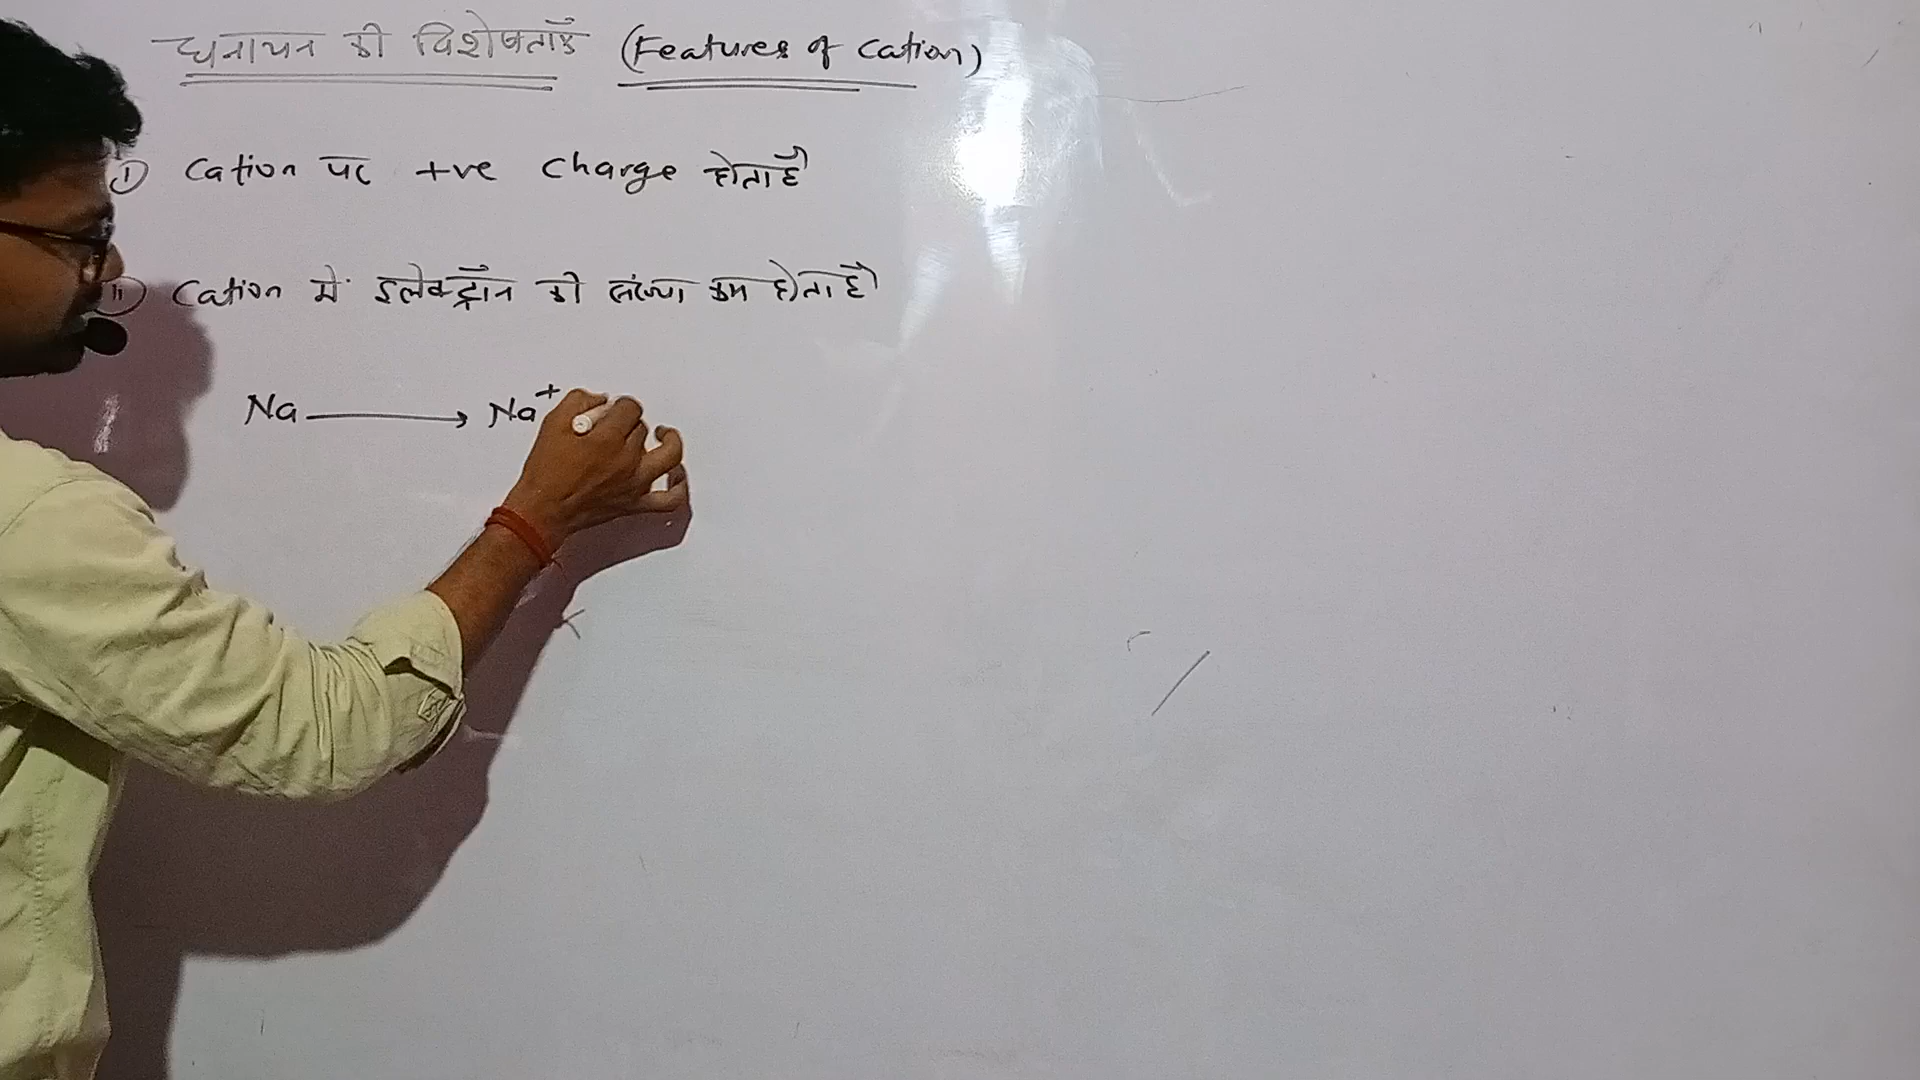 धनायन की विशेषताएँ (Features of Cation)
(i) Cation पर +ve charge होता है
(ii) Cation में इलेक्ट्रॉन की संख्या कम होता है
Na ⟶ Na⁺